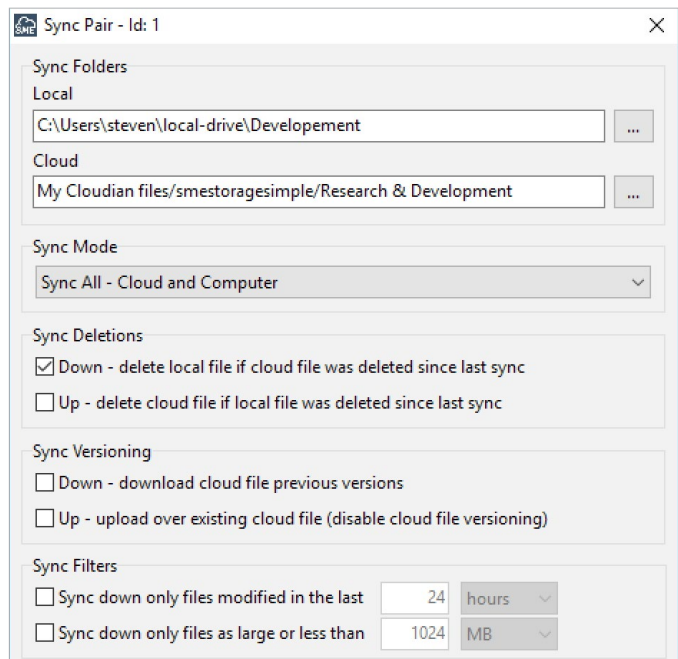 SME Sync Pair - Id: 1
Sync Folders
Local
C:\Users\steven\local-drive\Developement
...
Cloud
My Cloudian files/smestoragesimple/Research & Development
...
Sync Mode
Sync All - Cloud and Computer
Sync Deletions
Down - delete local file if cloud file was deleted since last sync
Up - delete cloud file if local file was deleted since last sync
Sync Versioning
Down - download cloud file previous versions
Up - upload over existing cloud file (disable cloud file versioning)
Sync Filters
Sync down only files modified in the last 24 hours
Sync down only files as large or less than 1024 MB